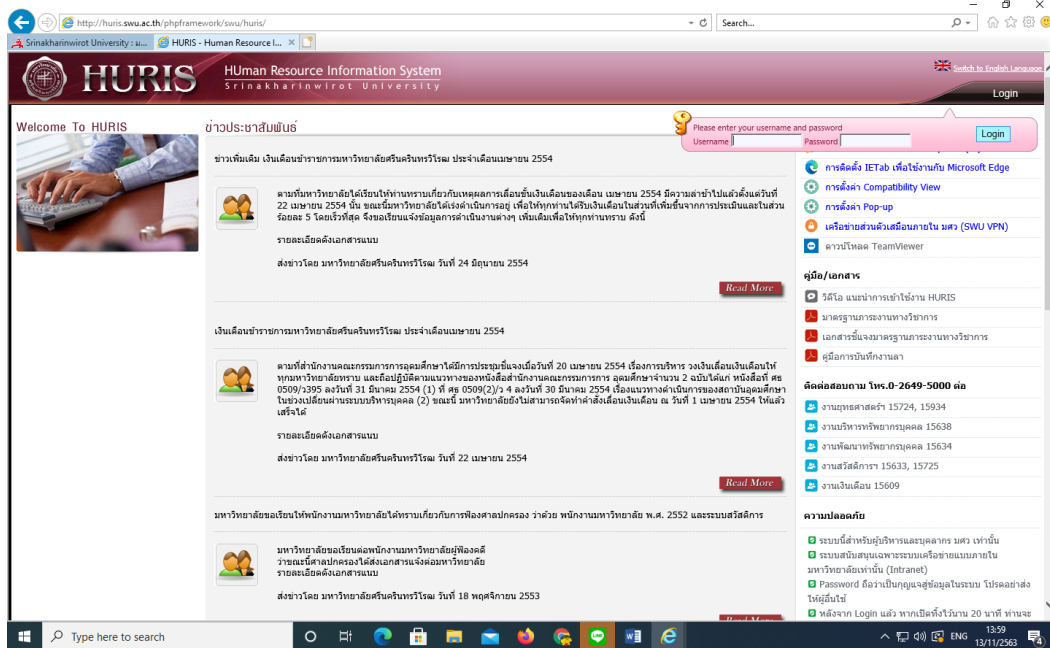 http://huris.swu.ac.th/phpframework/swu/huris/
Search...
Srinakharinwirot University : ม...
HURIS - Human Resource I...
HURIS
HUman Resource Information System
Srinakharinwirot University
Switch to English Language
Login
Welcome To HURIS
ข่าวประชาสัมพันธ์
Please enter your username and password
Username
Password
Login
ข่าวเพิ่มเติม เงินเดือนข้าราชการมหาวิทยาลัยศรีนครินทรวิโรฒ ประจำเดือนเมษายน 2554
ตามที่มหาวิทยาลัยได้เรียนให้ท่านทราบเกี่ยวกับเหตุผลการเลื่อนขั้นเงินเดือนของเดือน เมษายน 2554 มีความล่าช้าไปแล้วตั้งแต่วันที่
22 เมษายน 2554 นั้น ขณะนี้มหาวิทยาลัยได้เร่งดำเนินการอยู่ เพื่อให้ทุกท่านได้รับเงินเดือนในส่วนที่เพิ่มขึ้นจากการประเมินและในส่วน
ร้อยละ 5 โดยเร็วที่สุด จึงขอเรียนแจ้งข้อมูลการดำเนินงานต่างๆ เพิ่มเติมเพื่อให้ทุกท่านทราบ ดังนี้
รายละเอียดดังเอกสารแนบ
ส่งข่าวโดย มหาวิทยาลัยศรีนครินทรวิโรฒ วันที่ 24 มิถุนายน 2554
Read More
เงินเดือนข้าราชการมหาวิทยาลัยศรีนครินทรวิโรฒ ประจำเดือนเมษายน 2554
ตามที่สำนักงานคณะกรรมการการอุดมศึกษาได้มีการประชุมชี้แจงเมื่อวันที่ 20 เมษายน 2554 เรื่องการบริหาร วงเงินเลื่อนเงินเดือนให้
ทุกมหาวิทยาลัยทราบ และถือปฏิบัติตามแนวทางของหนังสือสำนักงานคณะกรรมการการ อุดมศึกษาจำนวน 2 ฉบับได้แก่ หนังสือที่ ศธ
0509/ว395 ลงวันที่ 31 มีนาคม 2554 (1) ที่ ศธ 0509(2)/ว 4 ลงวันที่ 30 มีนาคม 2554 เรื่องแนวทางดำเนินการของสถาบันอุดมศึกษา
ในช่วงเปลี่ยนผ่านระบบบริหารบุคคล (2) ขณะนี้ มหาวิทยาลัยยังไม่สามารถจัดทำคำสั่งเลื่อนเงินเดือน ณ วันที่ 1 เมษายน 2554 ให้แล้ว
เสร็จได้
รายละเอียดดังเอกสารแนบ
ส่งข่าวโดย มหาวิทยาลัยศรีนครินทรวิโรฒ วันที่ 22 เมษายน 2554
Read More
มหาวิทยาลัยขอเรียนให้พนักงานมหาวิทยาลัยได้ทราบเกี่ยวกับการฟ้องศาลปกครอง ว่าด้วย พนักงานมหาวิทยาลัย พ.ศ. 2552 และระบบสวัสดิการ
มหาวิทยาลัยขอเรียนต่อพนักงานมหาวิทยาลัยผู้ฟ้องคดี
ว่าขณะนี้ศาลปกครองได้ส่งเอกสารแจ้งต่อมหาวิทยาลัย
รายละเอียดดังเอกสารแนบ
ส่งข่าวโดย มหาวิทยาลัยศรีนครินทรวิโรฒ วันที่ 18 พฤศจิกายน 2553
Read More
การติดตั้ง IETab เพื่อใช้งานกับ Microsoft Edge
การตั้งค่า Compatibility View
การตั้งค่า Pop-up
เครือข่ายส่วนตัวเสมือนภายใน มศว (SWU VPN)
ดาวน์โหลด TeamViewer
คู่มือ/เอกสาร
วิดีโอ แนะนำการเข้าใช้งาน HURIS
มาตรฐานภาระงานทางวิชาการ
เอกสารชี้แจงมาตรฐานภาระงานทางวิชาการ
คู่มือการบันทึกงานลา
ติดต่อสอบถาม โทร.0-2649-5000 ต่อ
งานยุทธศาสตร์ฯ 15724, 15934
งานบริหารทรัพยากรบุคคล 15638
งานพัฒนาทรัพยากรบุคคล 15634
งานสวัสดิการฯ 15633, 15725
งานเงินเดือน 15609
ความปลอดภัย
ระบบนี้สำหรับผู้บริหารและบุคลากร มศว เท่านั้น
ระบบสนับสนุนเฉพาะระบบเครือข่ายแบบภายใน
มหาวิทยาลัยเท่านั้น (Intranet)
Password ถือว่าเป็นกุญแจสู่ข้อมูลในระบบ โปรดอย่าส่ง
ให้ผู้อื่นใช้
หลังจาก Login แล้ว หากเปิดทิ้งไว้นาน 20 นาที ท่านจะ
Type here to search
ENG
13:59
13/11/2563
4